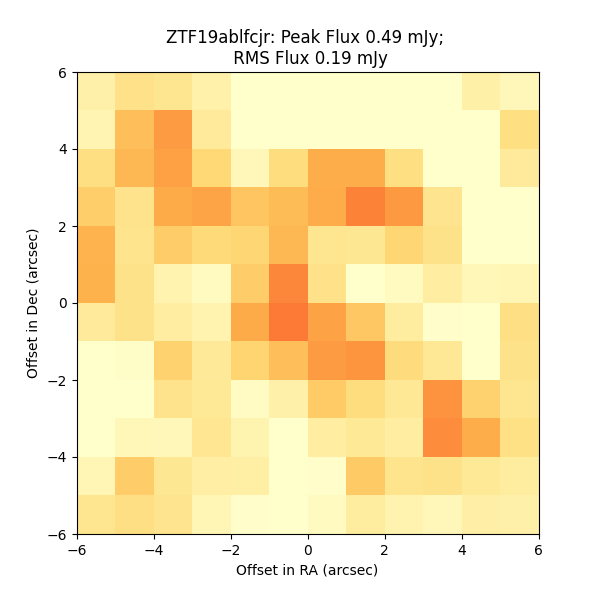 ZTF19ablfcjr: Peak Flux 0.49 mJy;
RMS Flux 0.19 mJy
6
4
2
0
−2
−4
−6
Offset in Dec (arcsec)
−6 −4 −2 0 2 4 6
Offset in RA (arcsec)